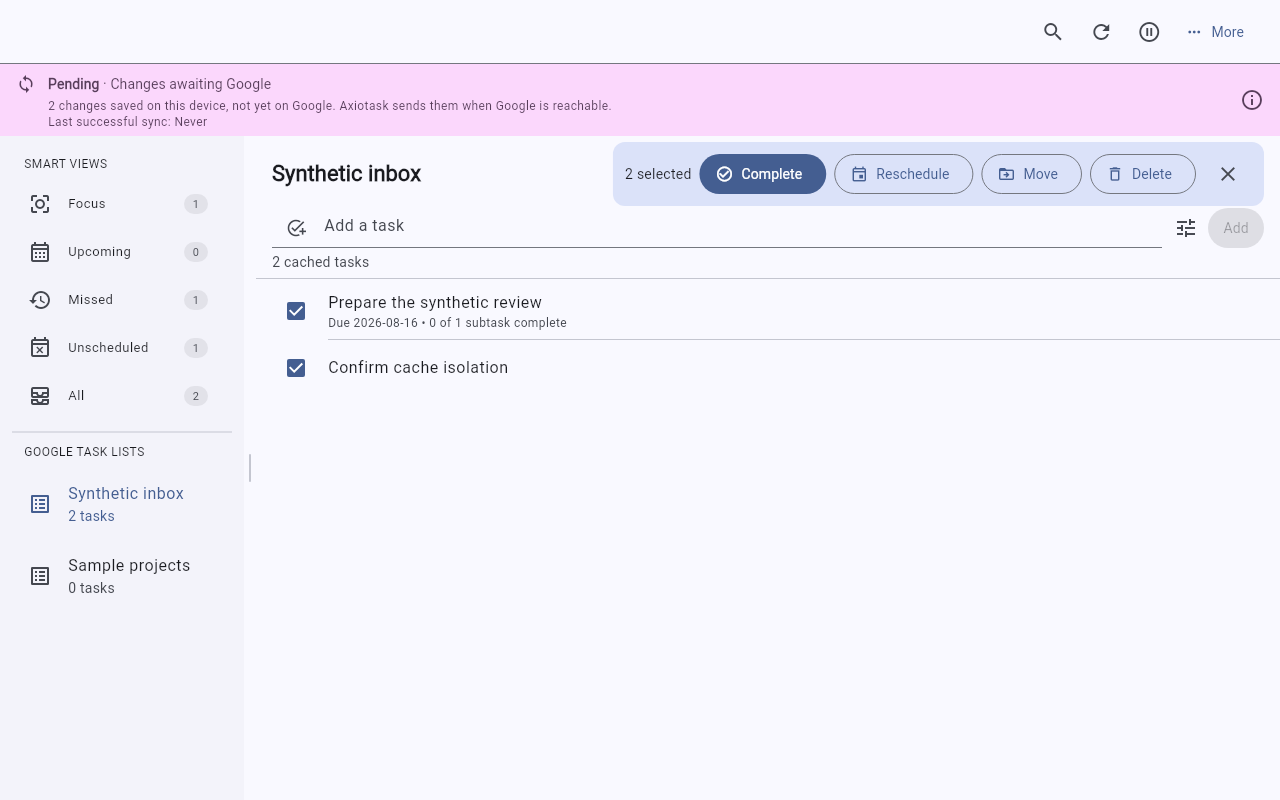 More
Pending · Changes awaiting Google
2 changes saved on this device, not yet on Google. Axiotask sends them when Google is reachable.
Last successful sync: Never
SMART VIEWS
Focus 1
Upcoming 0
Missed 1
Unscheduled 1
All 2
GOOGLE TASK LISTS
Synthetic inbox
2 tasks
Sample projects
0 tasks
Synthetic inbox
2 selected Complete Reschedule Move Delete
Add a task Add
2 cached tasks
Prepare the synthetic review
Due 2026-08-16 • 0 of 1 subtask complete
Confirm cache isolation